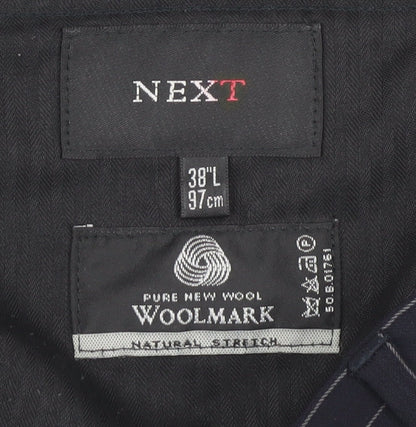 NEXT
38"L
97cm
PURE NEW WOOL
WOOLMARK
NATURAL STRETCH
P
50.B.01761